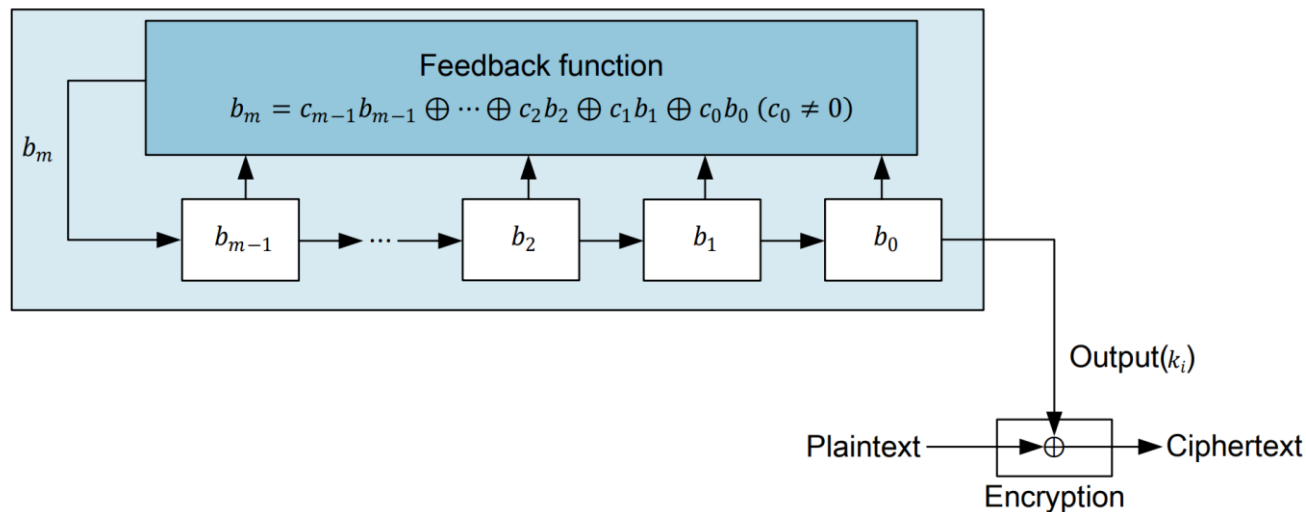 Feedback function
b_m = c_{m−1}b_{m−1} ⊕ ⋯ ⊕ c_2b_2 ⊕ c_1b_1 ⊕ c_0b_0 (c_0 ≠ 0)
b_m
b_{m−1}
⋯
b_2
b_1
b_0
Output(k_i)
Plaintext
⊕
Ciphertext
Encryption